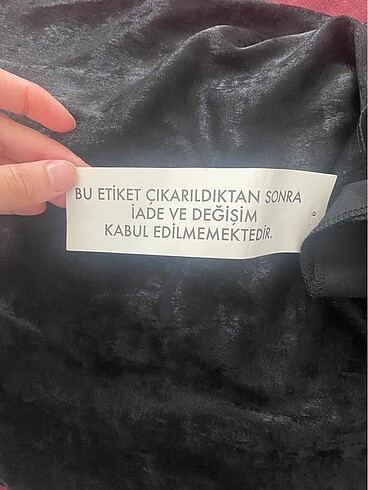 BU ETİKET ÇIKARILDIKTAN SONRA
İADE VE DEĞİŞİM
KABUL EDİLMEMEKTEDİR.